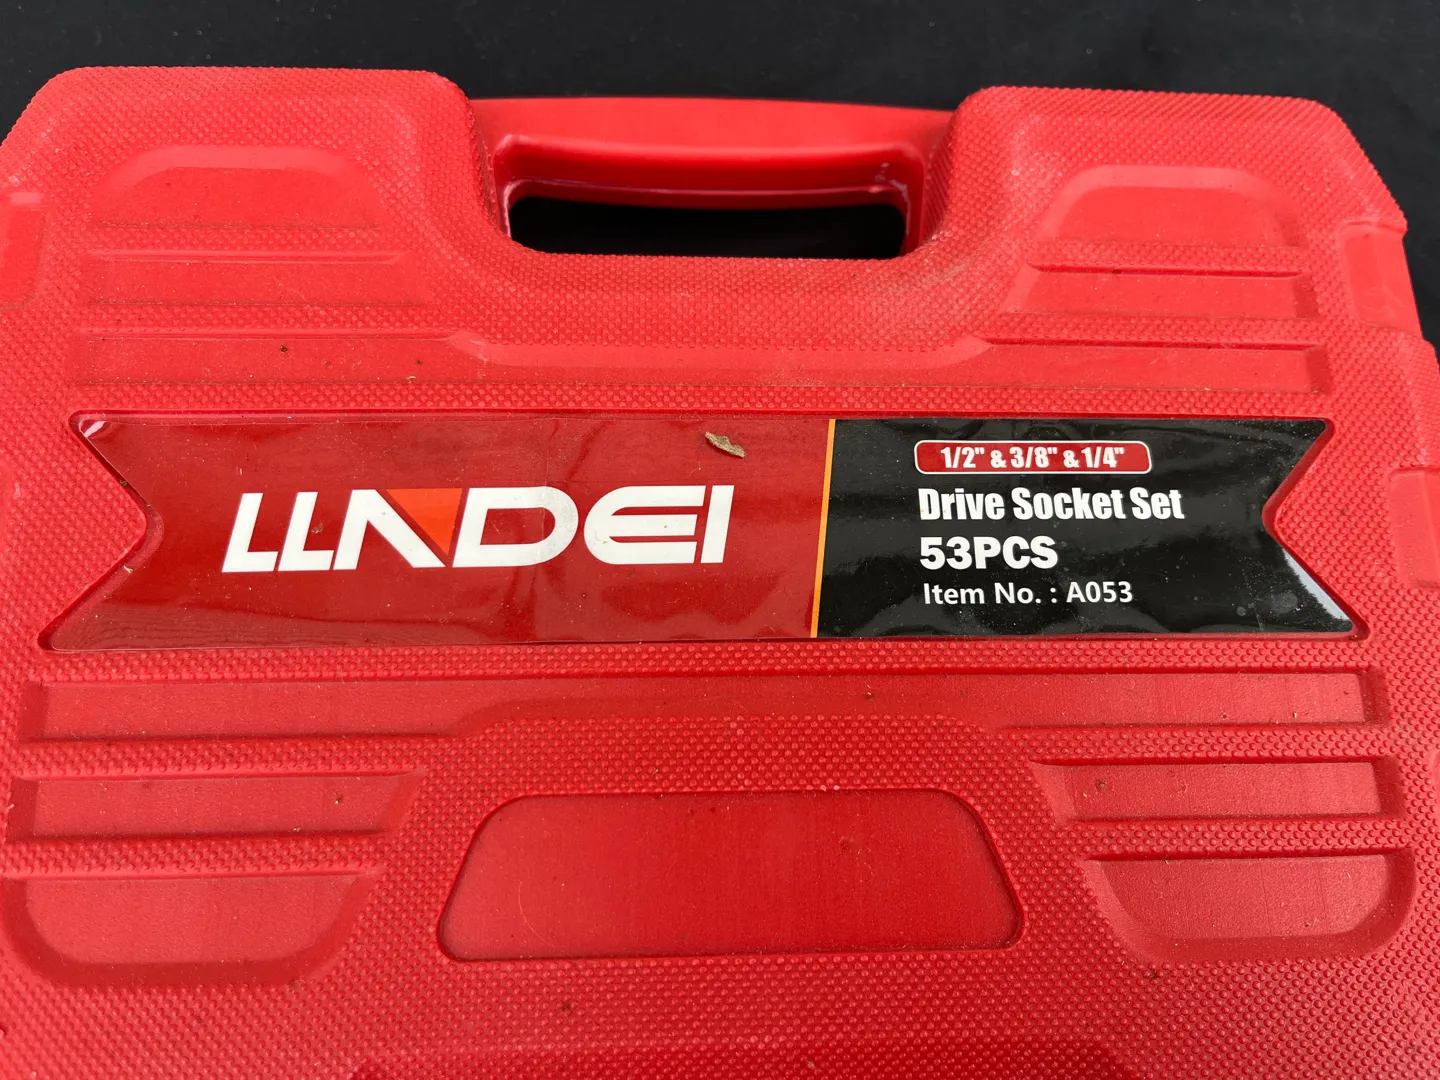 LLNDEI
1/2" & 3/8" & 1/4"
Drive Socket Set
53PCS
Item No. : A053